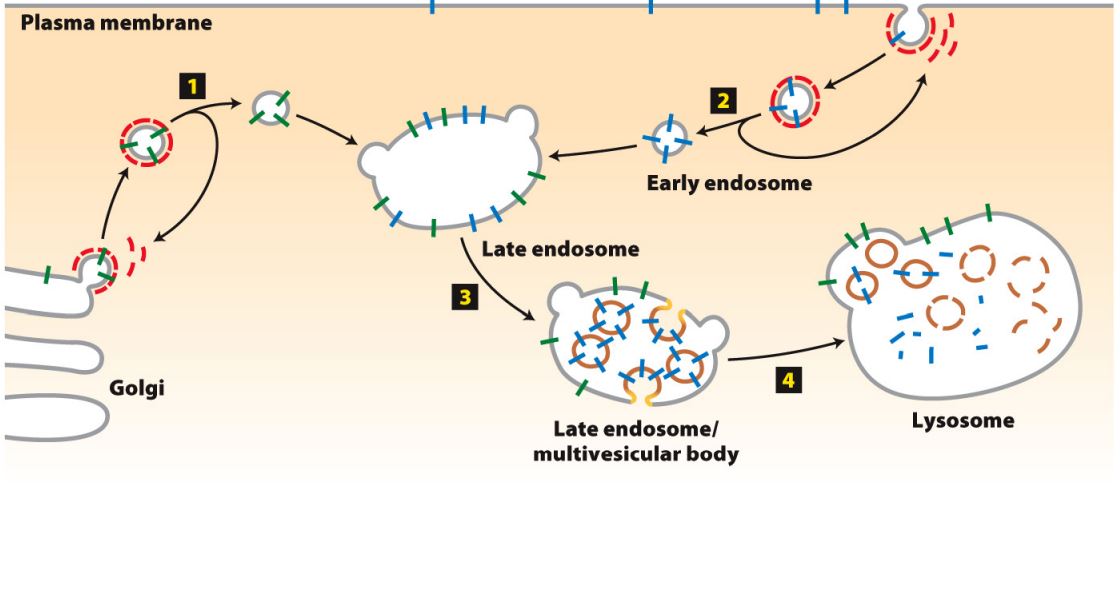 Plasma membrane
1
2
Early endosome
Late endosome
3
Golgi
4
Lysosome
Late endosome/
multivesicular body